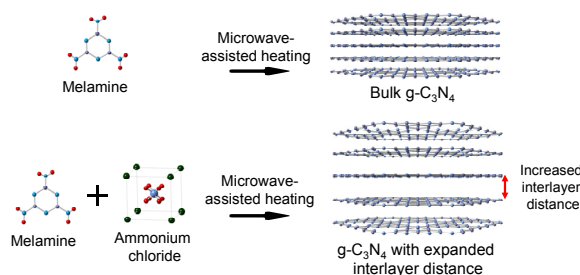 Melamine
Microwave-
assisted heating
Bulk g-C₃N₄
Melamine
Ammonium
chloride
Microwave-
assisted heating
g-C₃N₄ with expanded
interlayer distance
Increased
interlayer
distance